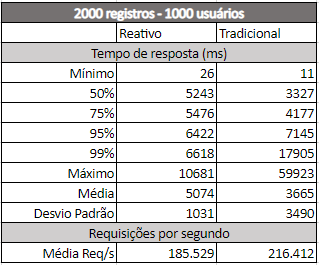 2000 registros - 1000 usuários
Reativo Tradicional
Tempo de resposta (ms)
Mínimo 26 11
50% 5243 3327
75% 5476 4177
95% 6422 7145
99% 6618 17905
Máximo 10681 59923
Média 5074 3665
Desvio Padrão 1031 3490
Requisições por segundo
Média Req/s 185.529 216.412